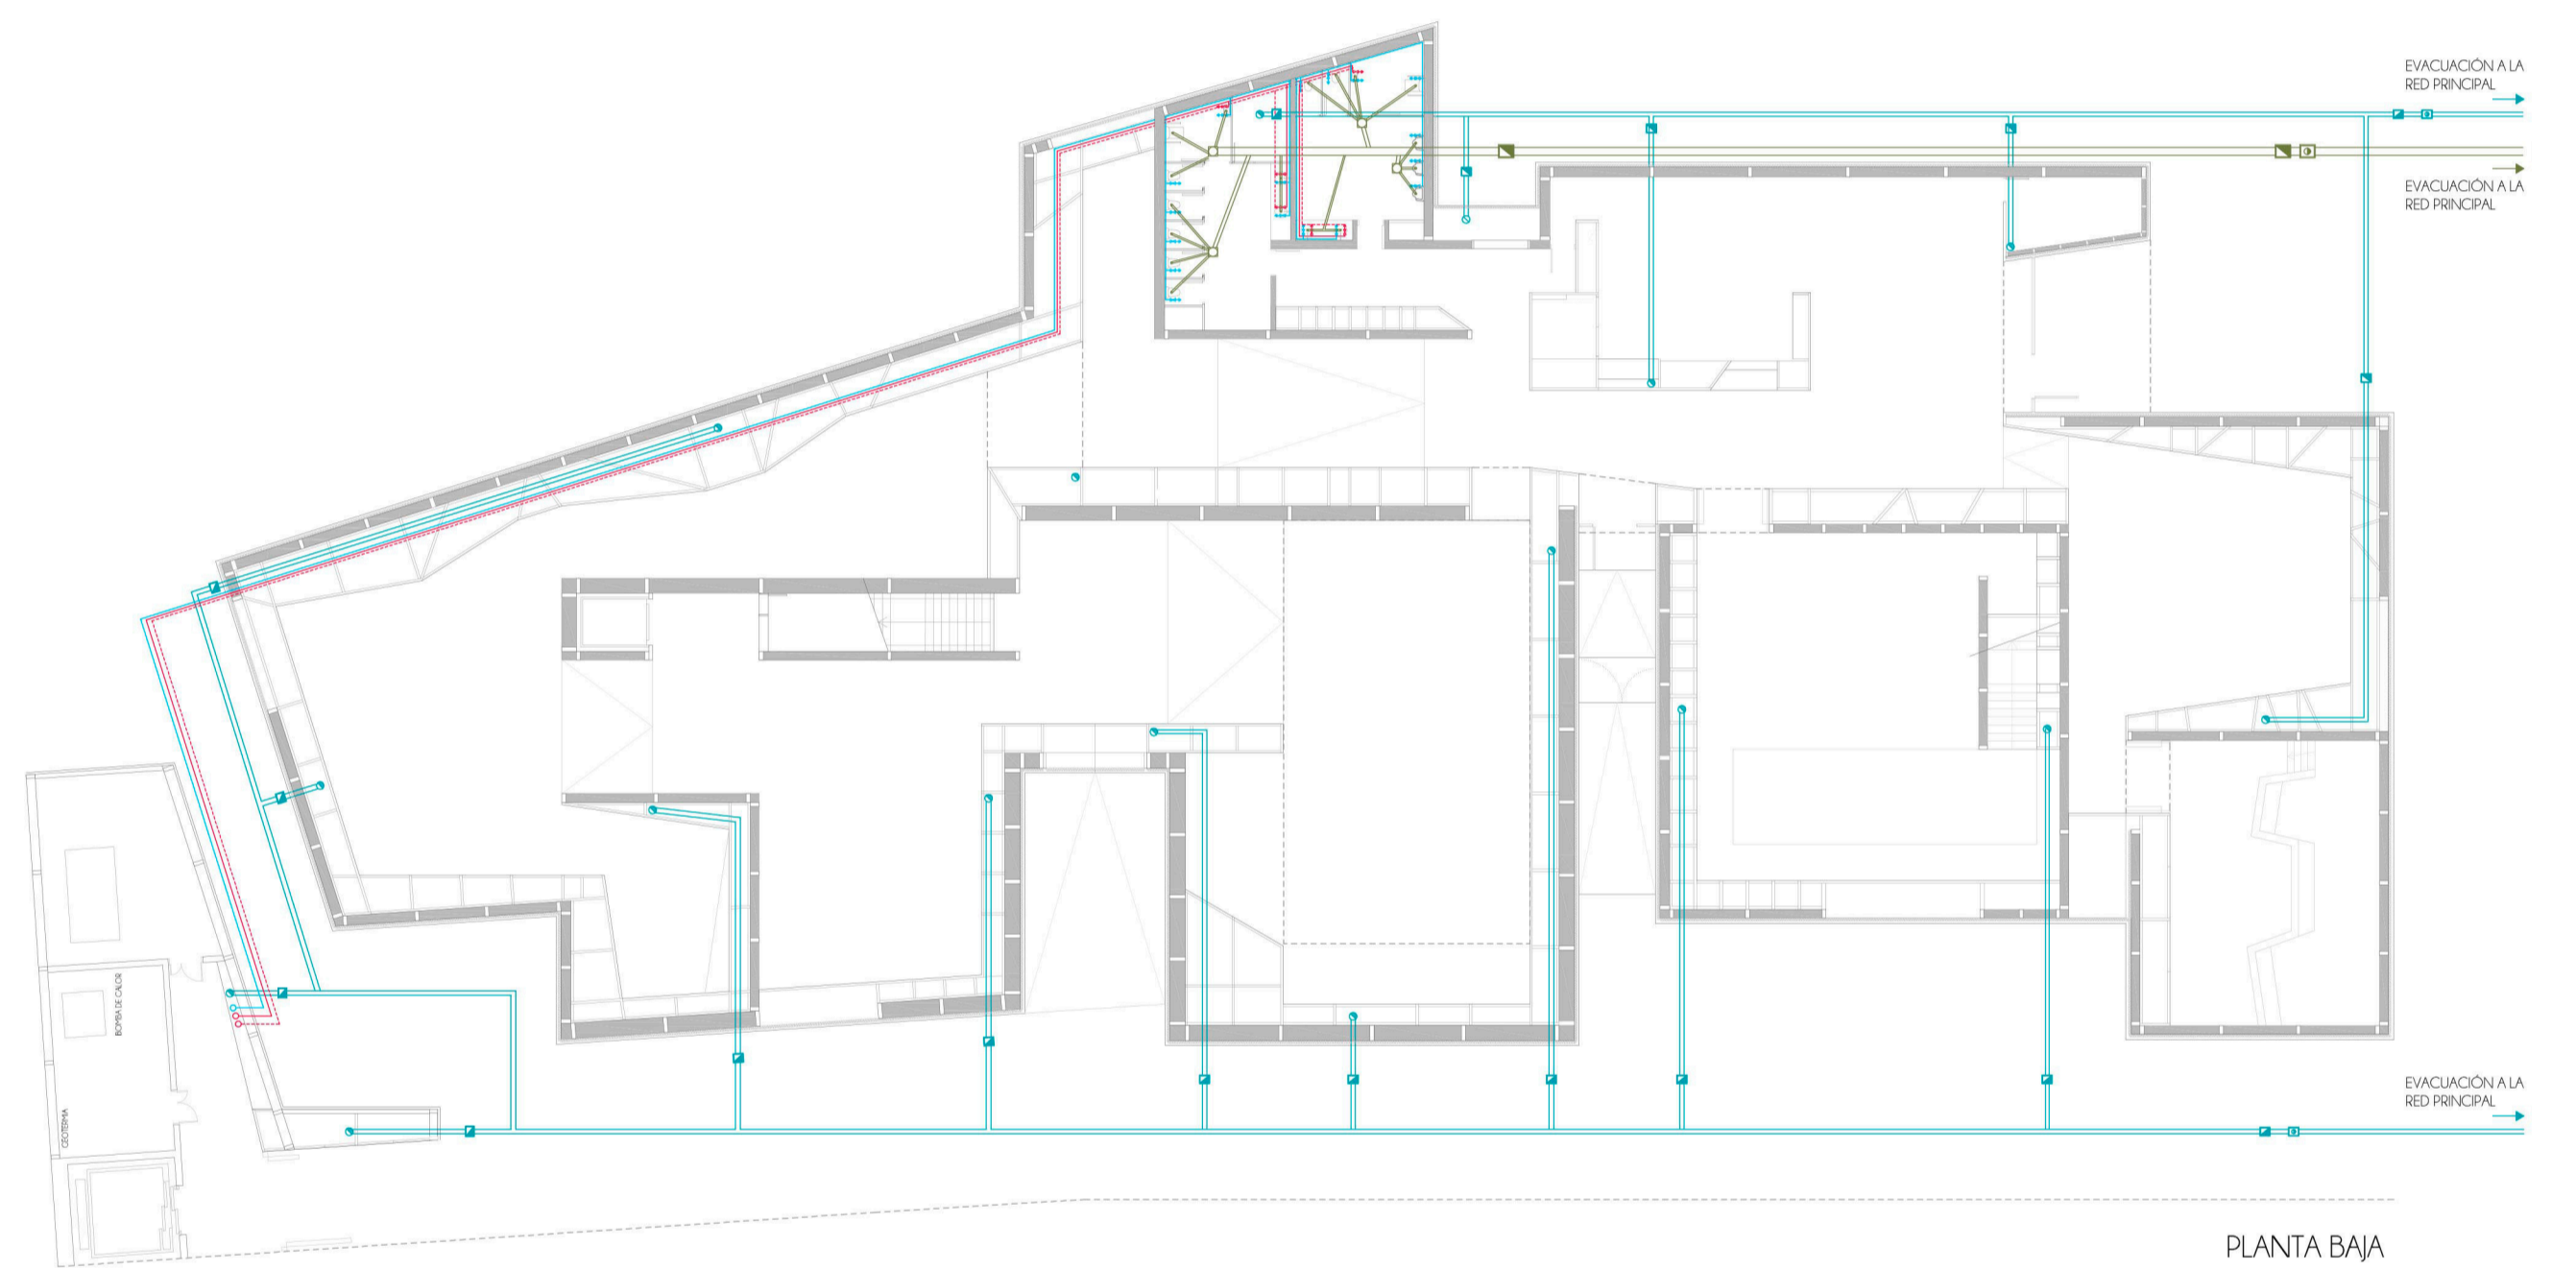 EVACUACIÓN A LA
RED PRINCIPAL
EVACUACIÓN A LA
RED PRINCIPAL
BOMBA DE CALOR
GEOTERMIA
EVACUACIÓN A LA
RED PRINCIPAL
PLANTA BAJA